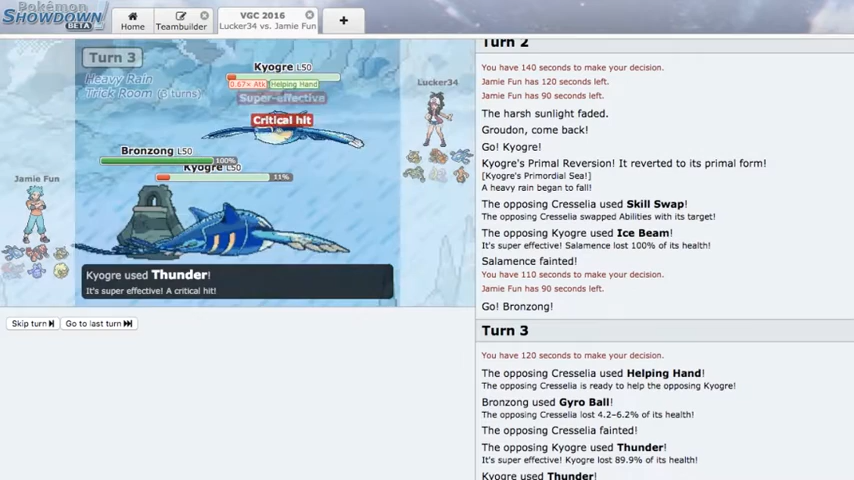 Pokémon
SHOWDOWN
BETA
Home
Teambuilder
VGC 2016
Lucker34 vs. Jamie Fun
Turn 3
Heavy Rain
Trick Room (3 turns)
Kyogre L50
0.67× Atk Helping Hand
Super-effective
Critical hit
Lucker34
Bronzong L50
100%
Kyogre L50
11%
Jamie Fun
Kyogre used Thunder!
It's super effective! A critical hit!
Skip turn
Go to last turn
Turn 2
You have 140 seconds to make your decision.
Jamie Fun has 120 seconds left.
Jamie Fun has 90 seconds left.
The harsh sunlight faded.
Groudon, come back!
Go! Kyogre!
Kyogre's Primal Reversion! It reverted to its primal form!
[Kyogre's Primordial Sea!]
A heavy rain began to fall!
The opposing Cresselia used Skill Swap!
The opposing Cresselia swapped Abilities with its target!
The opposing Kyogre used Ice Beam!
It's super effective! Salamence lost 100% of its health!
Salamence fainted!
You have 110 seconds to make your decision.
Jamie Fun has 90 seconds left.
Go! Bronzong!
Turn 3
You have 120 seconds to make your decision.
The opposing Cresselia used Helping Hand!
The opposing Cresselia is ready to help the opposing Kyogre!
Bronzong used Gyro Ball!
The opposing Cresselia lost 4.2–6.2% of its health!
The opposing Cresselia fainted!
The opposing Kyogre used Thunder!
It's super effective! Kyogre lost 89.9% of its health!
Kyogre used Thunder!